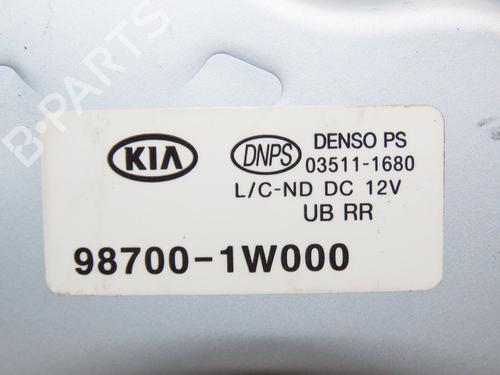 B-PARTS
KIA
DNPS
DENSO PS
03511-1680
L/C-ND DC 12V
UB RR
98700-1W000